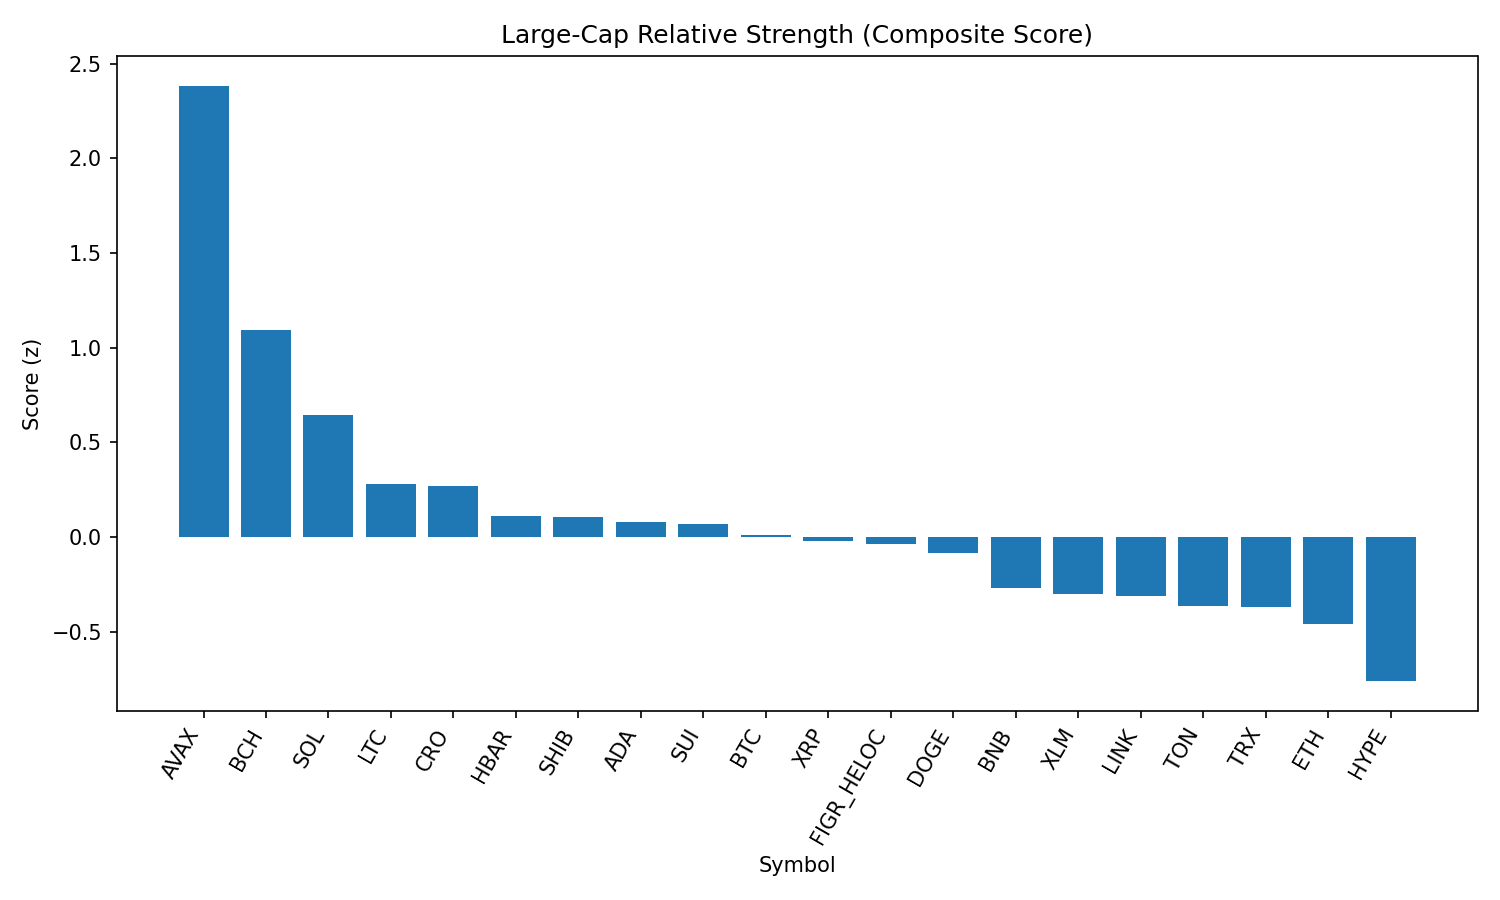 Large-Cap Relative Strength (Composite Score)
Score (z)
2.5
2.0
1.5
1.0
0.5
0.0
−0.5
AVAX
BCH
SOL
LTC
CRO
HBAR
SHIB
ADA
SUI
BTC
XRP
FIGR_HELOC
DOGE
BNB
XLM
LINK
TON
TRX
ETH
HYPE
Symbol